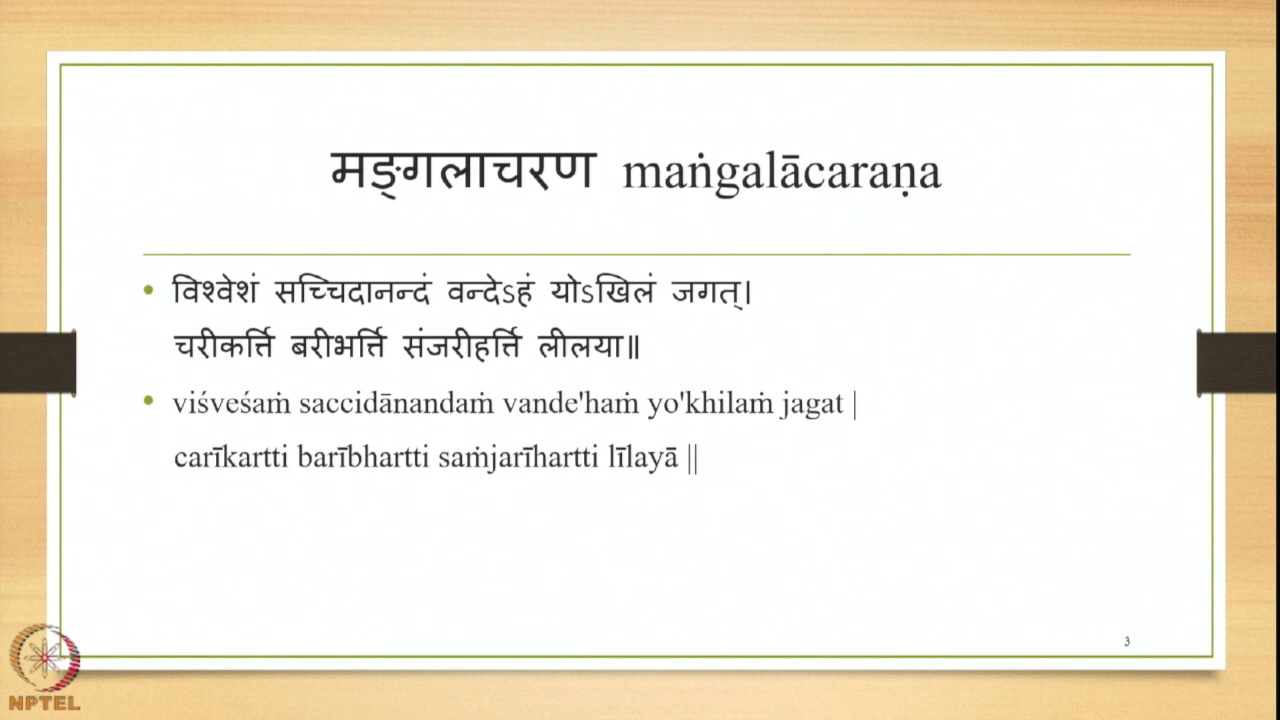 मङ्गलाचरण maṅgalācaraṇa
• विश्वेशं सच्चिदानन्दं वन्देऽहं योऽखिलं जगत्।
चरीकर्त्ति बरीभर्त्ति संजरीहर्त्ति लीलया॥
• viśveśaṁ saccidānandaṁ vande'haṁ yo'khilaṁ jagat |
carīkartti barībhartti saṁjarīhartti līlayā ||
3
NPTEL